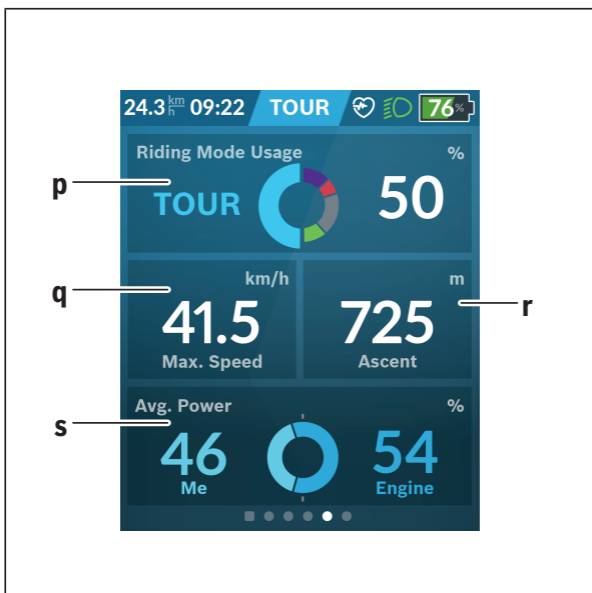 24.3 km/h 09:22 TOUR 76%
Riding Mode Usage %
p
TOUR 50
q
km/h m
41.5 725
r
Max. Speed Ascent
Avg. Power %
s
46 54
Me Engine